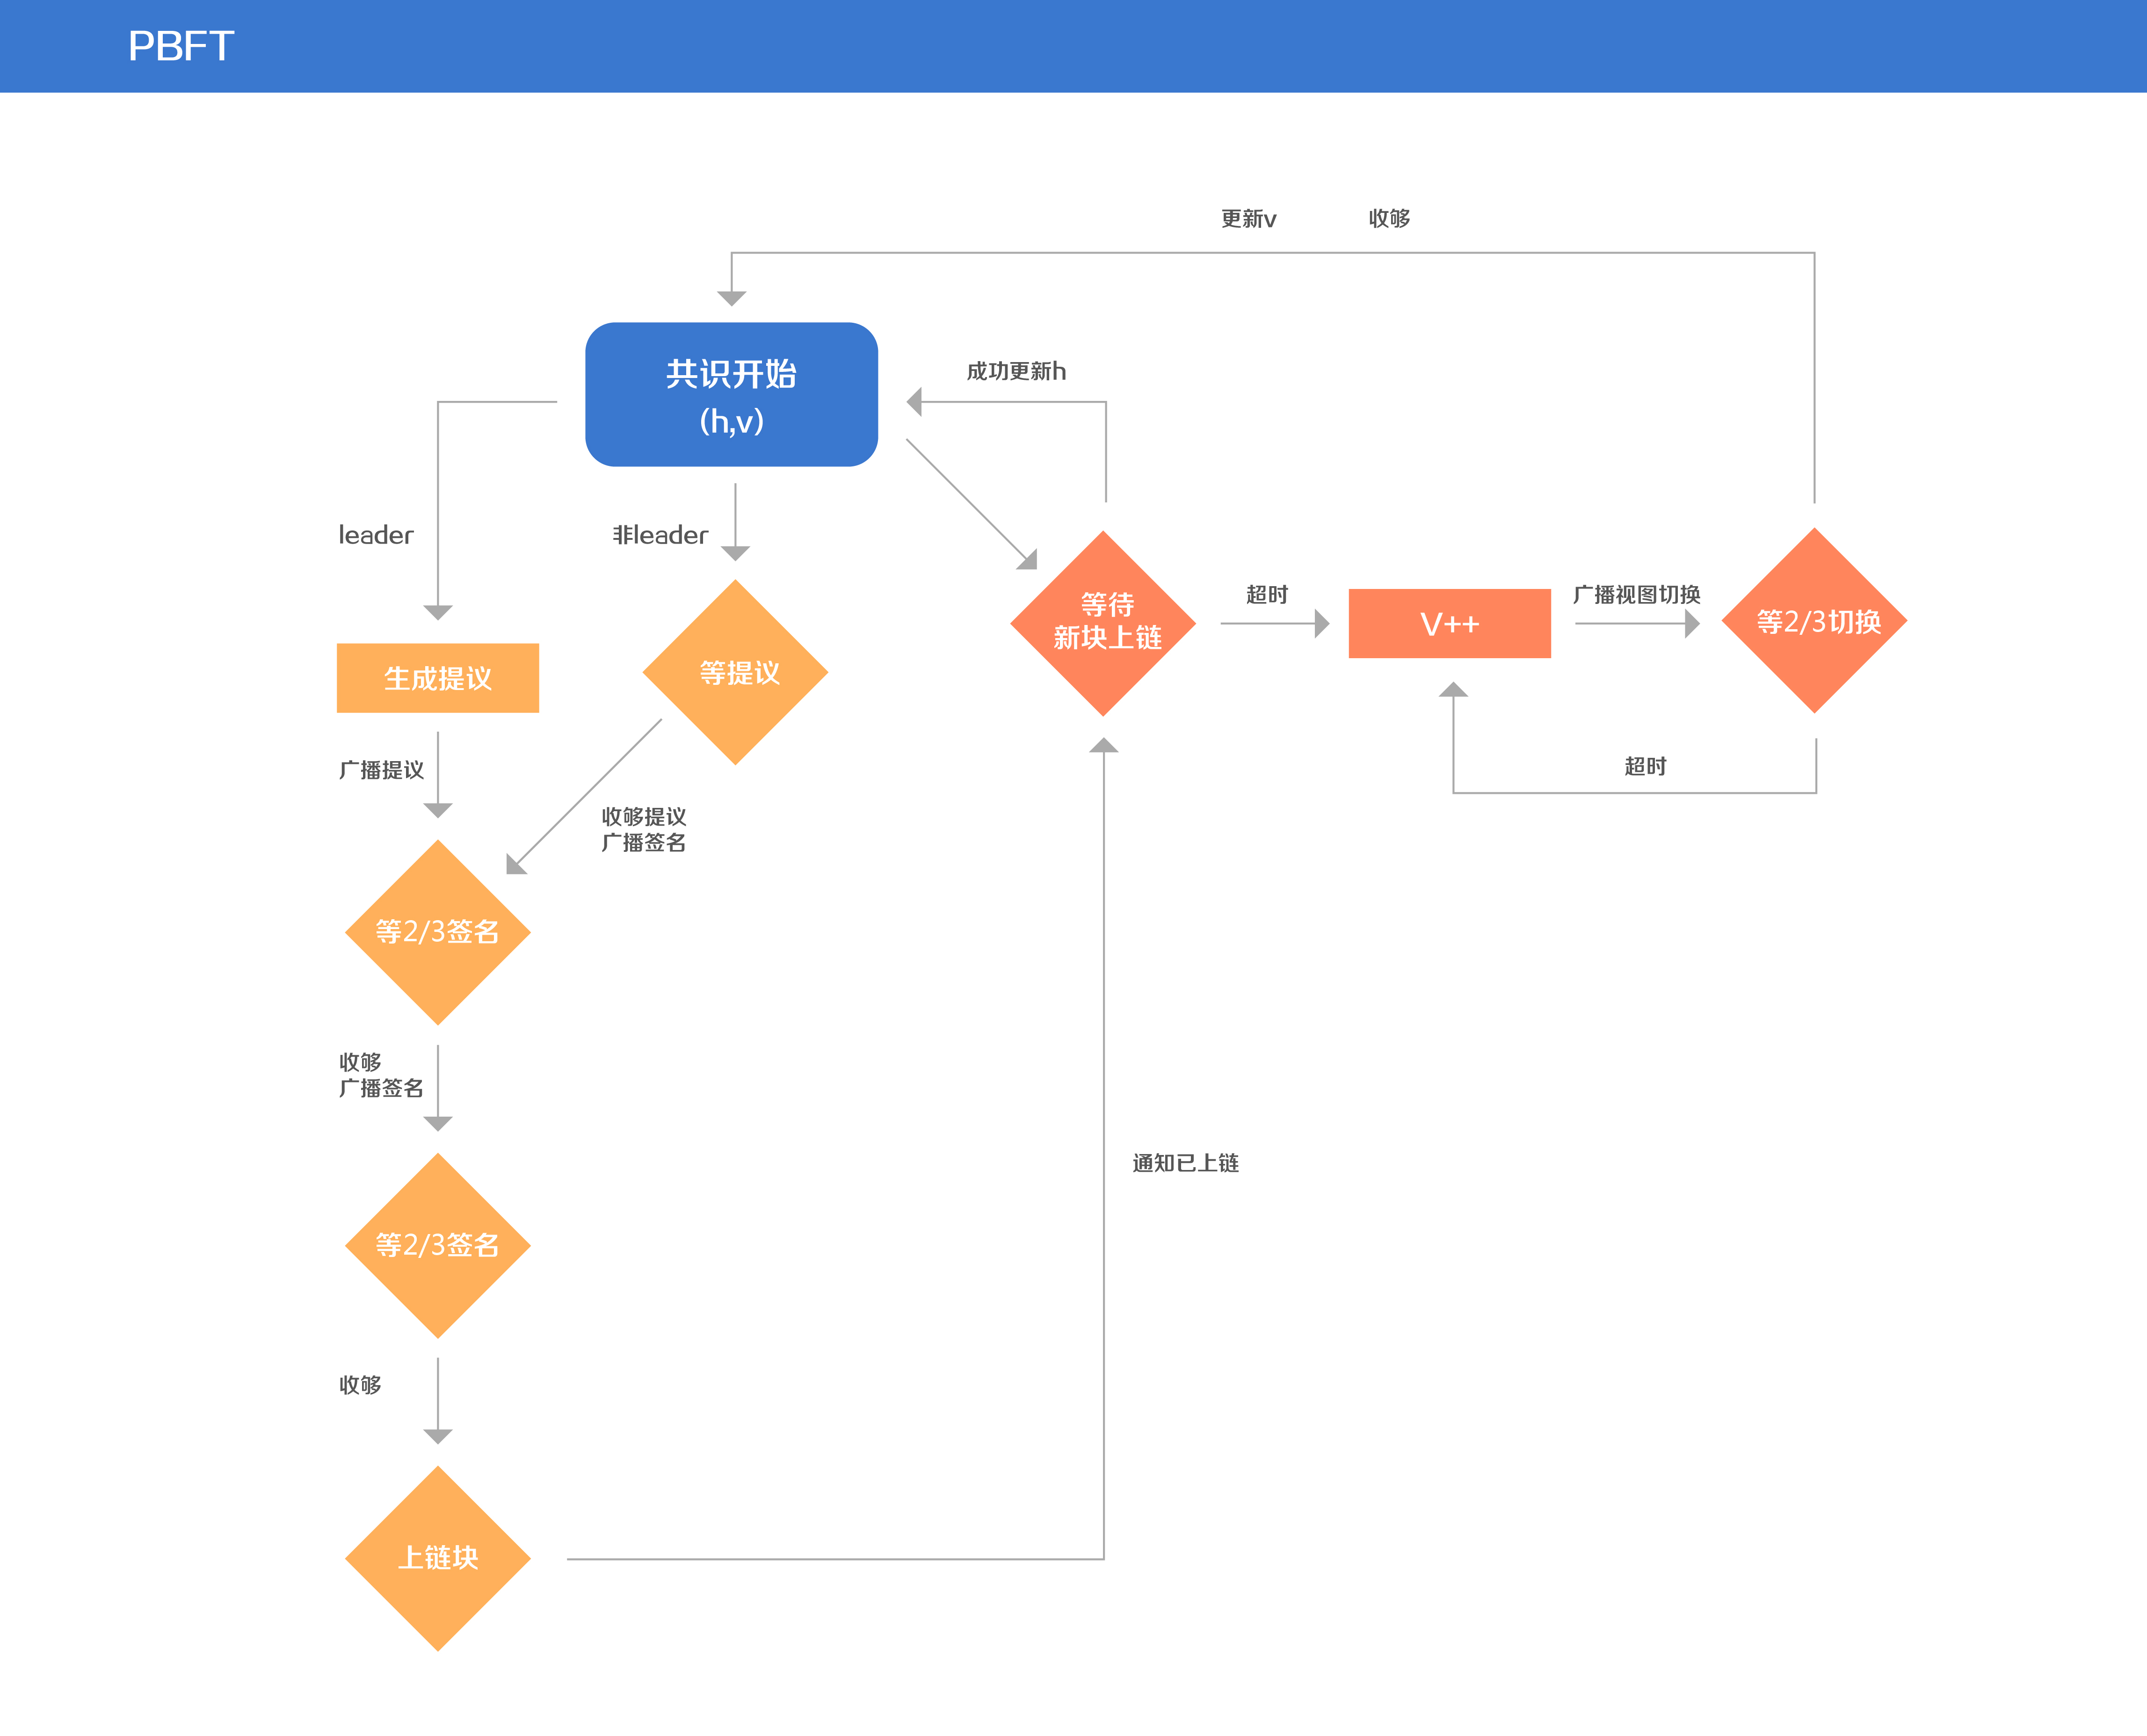 PBFT
更新v
收够
共识开始
(h,v)
成功更新h
leader
非leader
等待
新块上链
超时
V++
广播视图切换
等2/3切换
生成提议
等提议
广播提议
超时
收够提议
广播签名
等2/3签名
收够
广播签名
通知已上链
等2/3签名
收够
上链块